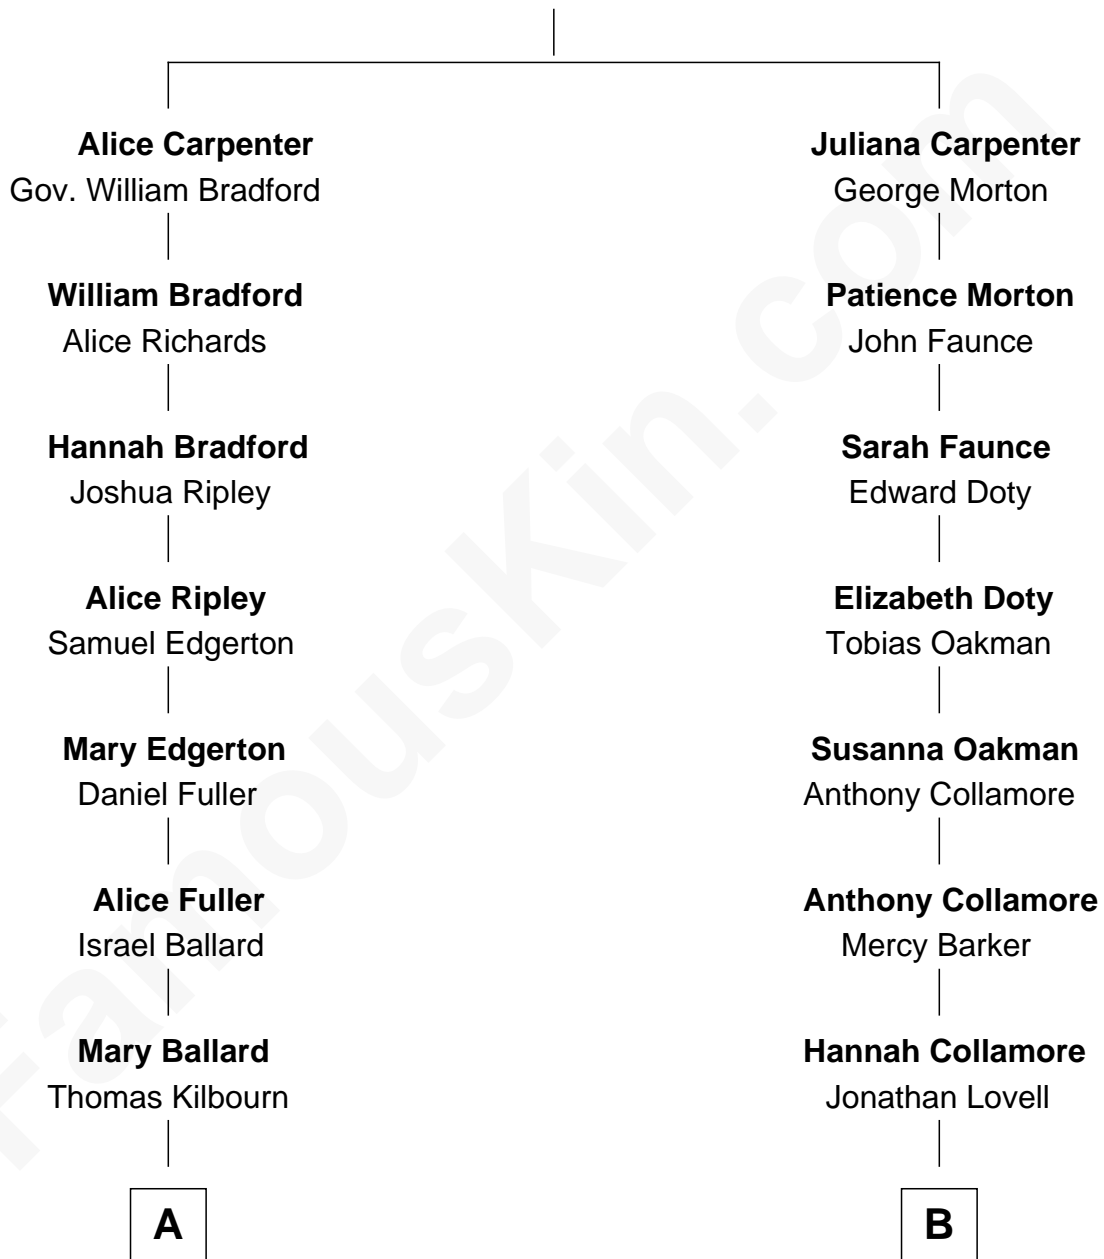 Alice Carpenter
Gov. William Bradford
William Bradford
Alice Richards
Hannah Bradford
Joshua Ripley
Alice Ripley
Samuel Edgerton
Mary Edgerton
Daniel Fuller
Alice Fuller
Israel Ballard
Mary Ballard
Thomas Kilbourn
A
Juliana Carpenter
George Morton
Patience Morton
John Faunce
Sarah Faunce
Edward Doty
Elizabeth Doty
Tobias Oakman
Susanna Oakman
Anthony Collamore
Anthony Collamore
Mercy Barker
Hannah Collamore
Jonathan Lovell
B
FamousKin.com